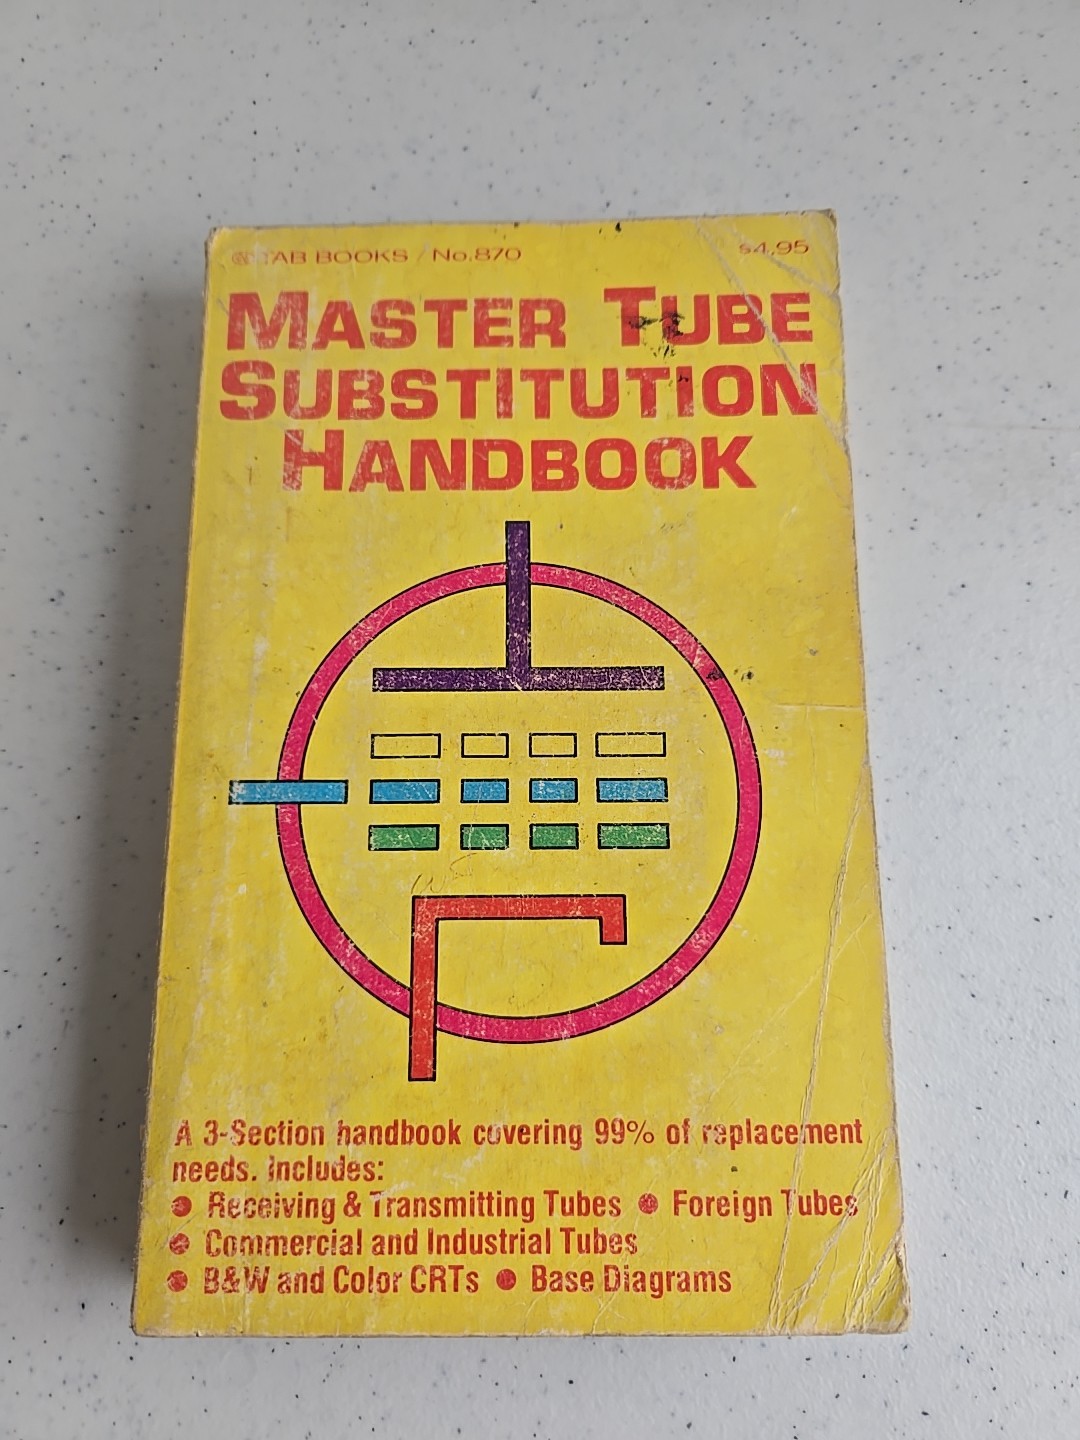 TAB BOOKS / No.870 $4.95
MASTER TUBE
SUBSTITUTION
HANDBOOK
A 3-Section handbook covering 99% of replacement
needs. Includes:
● Receiving & Transmitting Tubes ● Foreign Tubes
● Commercial and Industrial Tubes
● B&W and Color CRTs ● Base Diagrams